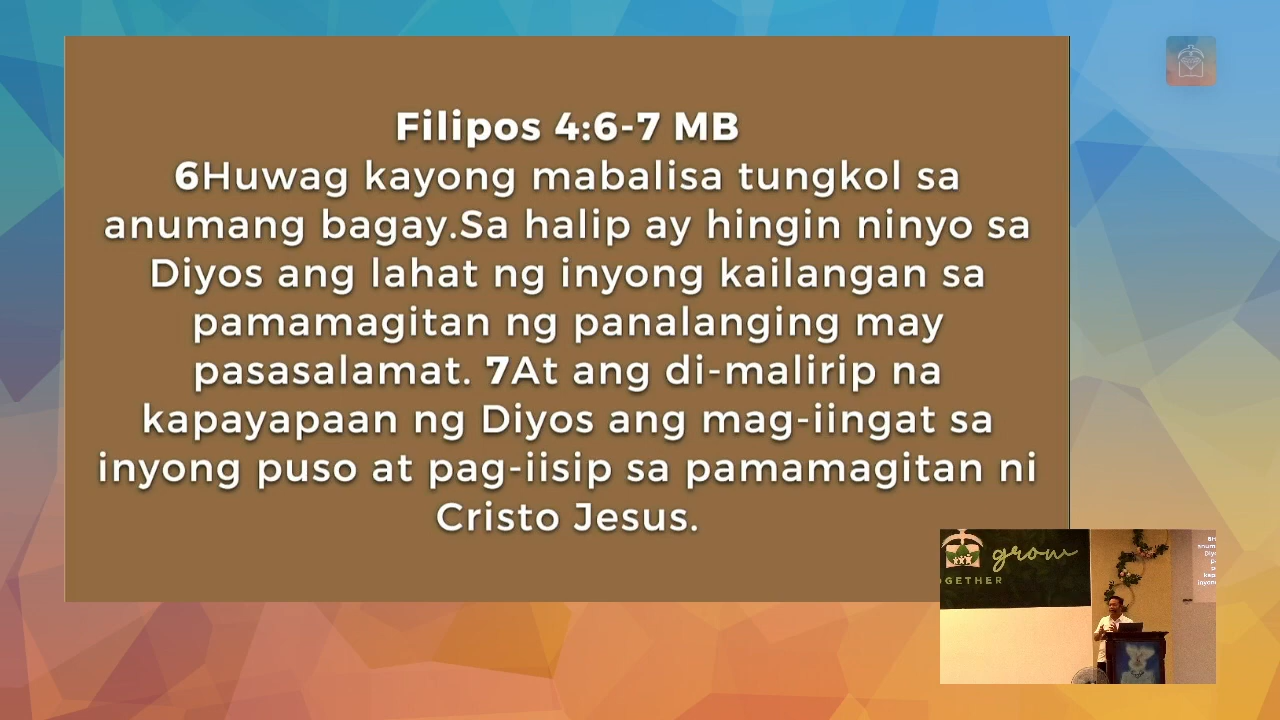 Filipos 4:6-7 MB
6Huwag kayong mabalisa tungkol sa
anumang bagay.Sa halip ay hingin ninyo sa
Diyos ang lahat ng inyong kailangan sa
pamamagitan ng panalanging may
pasasalamat. 7At ang di-malirip na
kapayapaan ng Diyos ang mag-iingat sa
inyong puso at pag-iisip sa pamamagitan ni
Cristo Jesus.
grow
OGETHER